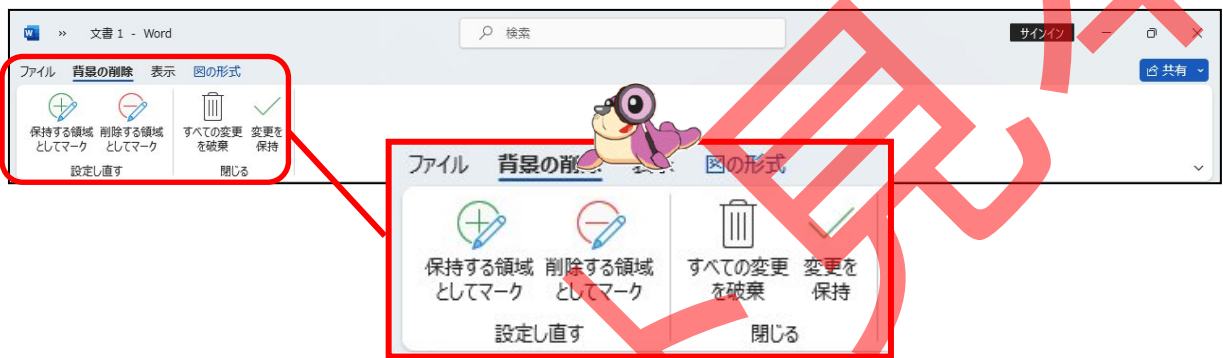 W » 文書 1 - Word 検索 サインイン
ファイル 背景の削除 表示 図の形式 共有
保持する領域 削除する領域 すべての変更 変更を
としてマーク としてマーク を破棄 保持
設定し直す 閉じる
ファイル 背景の削 図の形式
保持する領域 削除する領域 すべての変更 変更を
としてマーク としてマーク を破棄 保持
設定し直す 閉じる